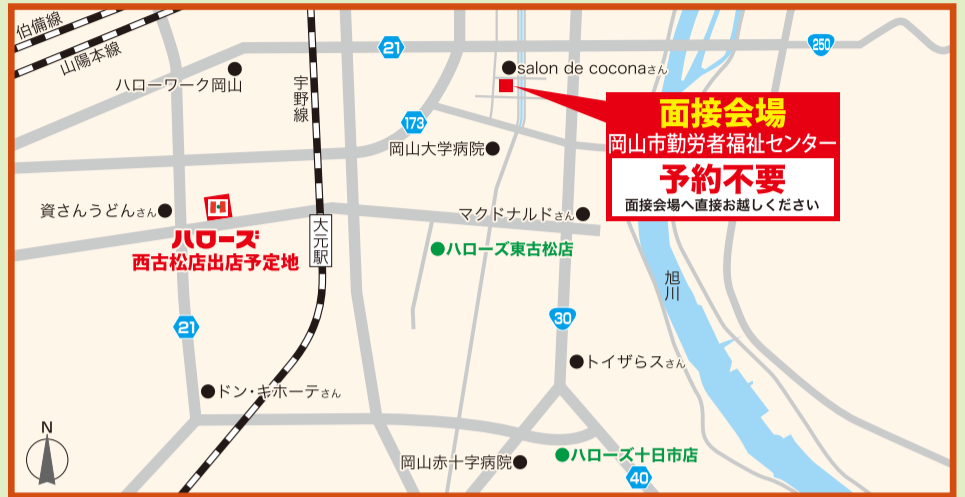 伯備線
山陽本線
21
250
ハローワーク岡山
宇野線
salon de coconaさん
面接会場
岡山市勤労者福祉センター
予約不要
面接会場へ直接お越しください
173
岡山大学病院
資さんうどんさん
マクドナルドさん
ハローズ
西古松店出店予定地
大元駅
ハローズ東古松店
旭川
21
30
トイザらスさん
ドン・キホーテさん
N
岡山赤十字病院
ハローズ十日市店
40